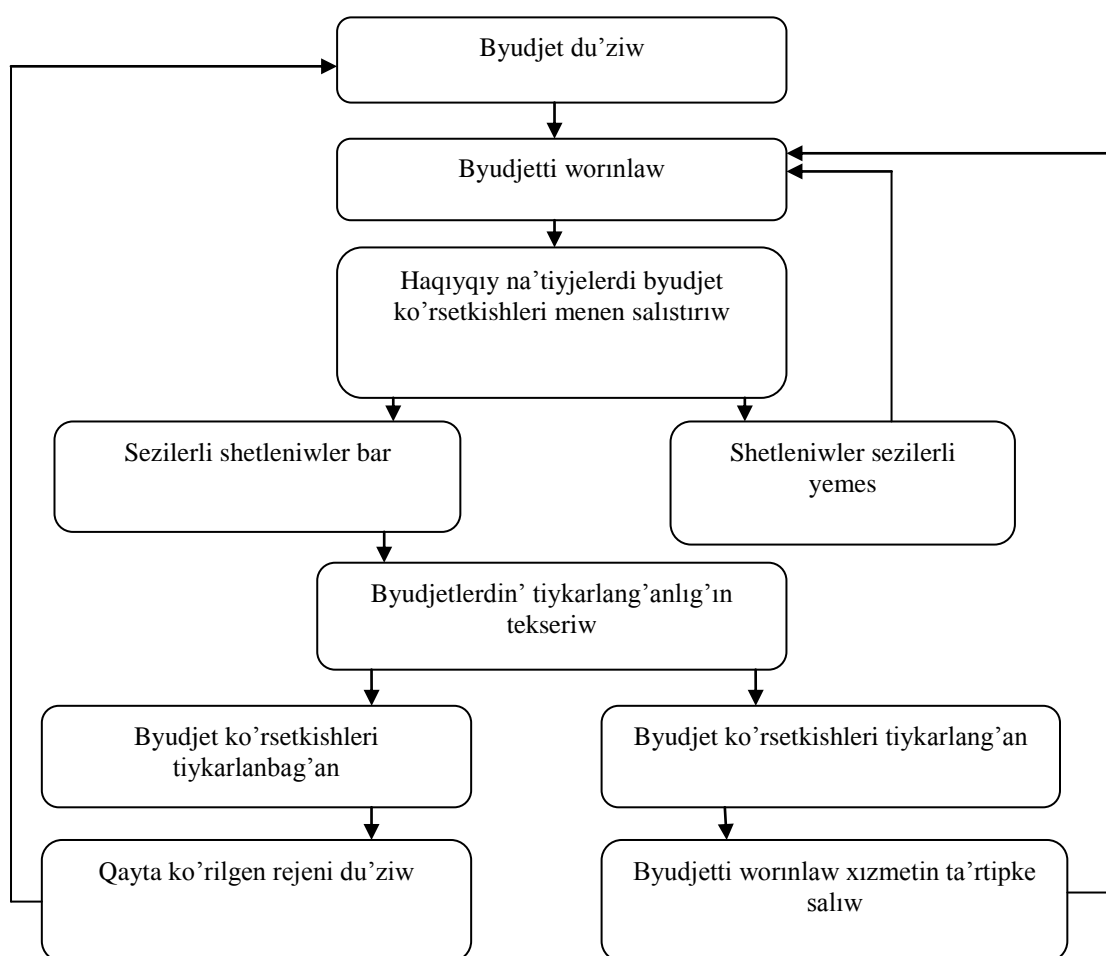 Byudjet du’ziw
Byudjetti worınlaw
Haqıyqıy na’tiyjelerdi byudjet
ko’rsetkishleri menen salıstırıw
Sezilerli shetleniwler bar
Shetleniwler sezilerli
yemes
Byudjetlerdin’ tiykarlang’anlıg’ın
tekseriw
Byudjet ko’rsetkishleri
tiykarlanbag’an
Byudjet ko’rsetkishleri tiykarlang’an
Qayta ko’rilgen rejeni du’ziw
Byudjetti worınlaw xızmetin ta’rtipke
salıw